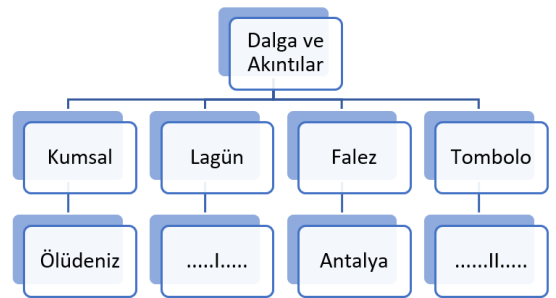 Dalga ve
Akıntılar
Kumsal
Lagün
Falez
Tombolo
Ölüdeniz
.....I.....
Antalya
......II.....